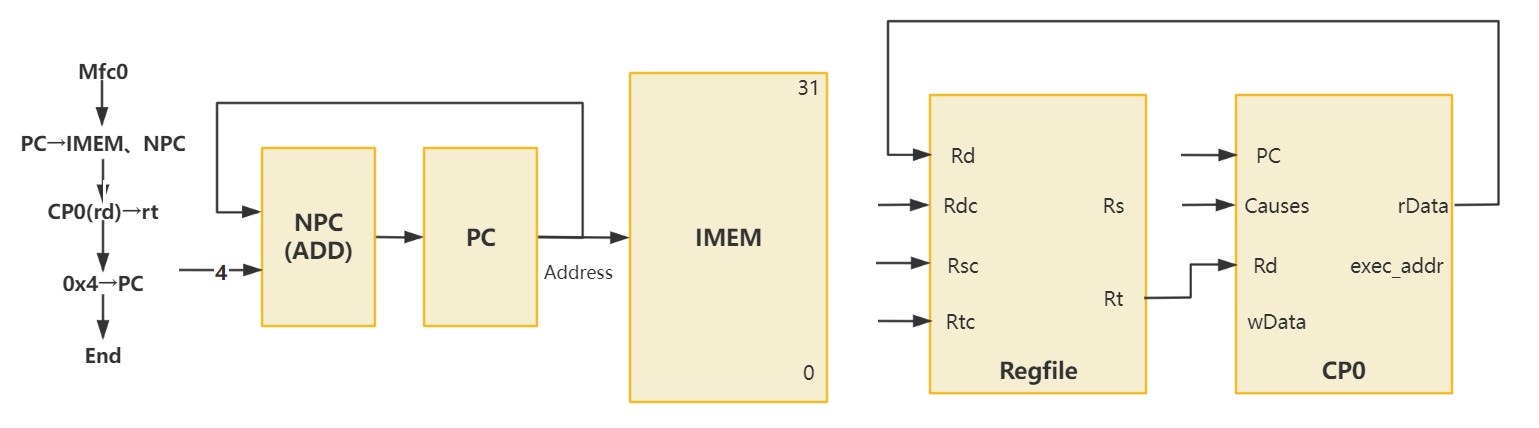 Mfc0
PC→IMEM、NPC
CP0(rd)→rt
0x4→PC
End
4
NPC
(ADD)
PC
Address
31
IMEM
0
Rd
Rdc
Rs
Rsc
Rt
Rtc
Regfile
PC
Causes
rData
Rd
exec_addr
wData
CP0